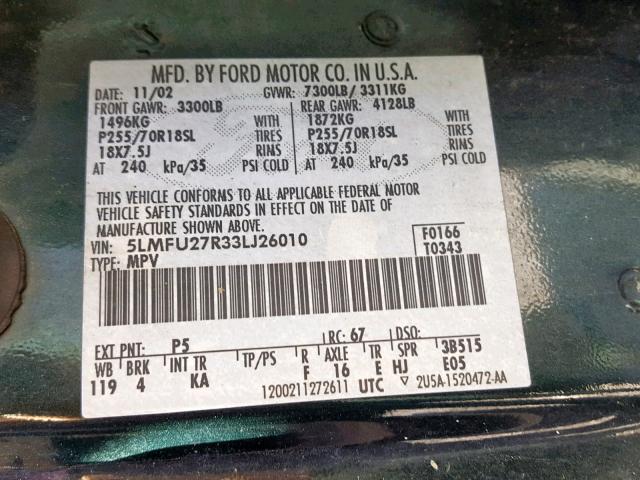 MFD. BY FORD MOTOR CO. IN U.S.A.
DATE: 11/02 GVWR: 7300LB/ 3311KG
FRONT GAWR: 3300LB REAR GAWR: 4128LB
1496KG WITH 1872KG WITH
P255/70R18SL TIRES P255/70R18SL TIRES
18X7.5J RIMS 18X7.5J RIMS
AT 240 kPa/35 PSI COLD AT 240 kPa/35 PSI COLD
THIS VEHICLE CONFORMS TO ALL APPLICABLE FEDERAL MOTOR
VEHICLE SAFETY STANDARDS IN EFFECT ON THE DATE OF
MANUFACTURE SHOWN ABOVE.
VIN: 5LMFU27R33LJ26010 F0166
TYPE: MPV T0343
EXT PNT: P5 RC: 67 DSO:
WB BRK INT TR TP/PS R AXLE TR SPR 3B515
119 4 KA F 16 E HJ E05
1200211272611 UTC ▽ 2U5A-1520472-AA